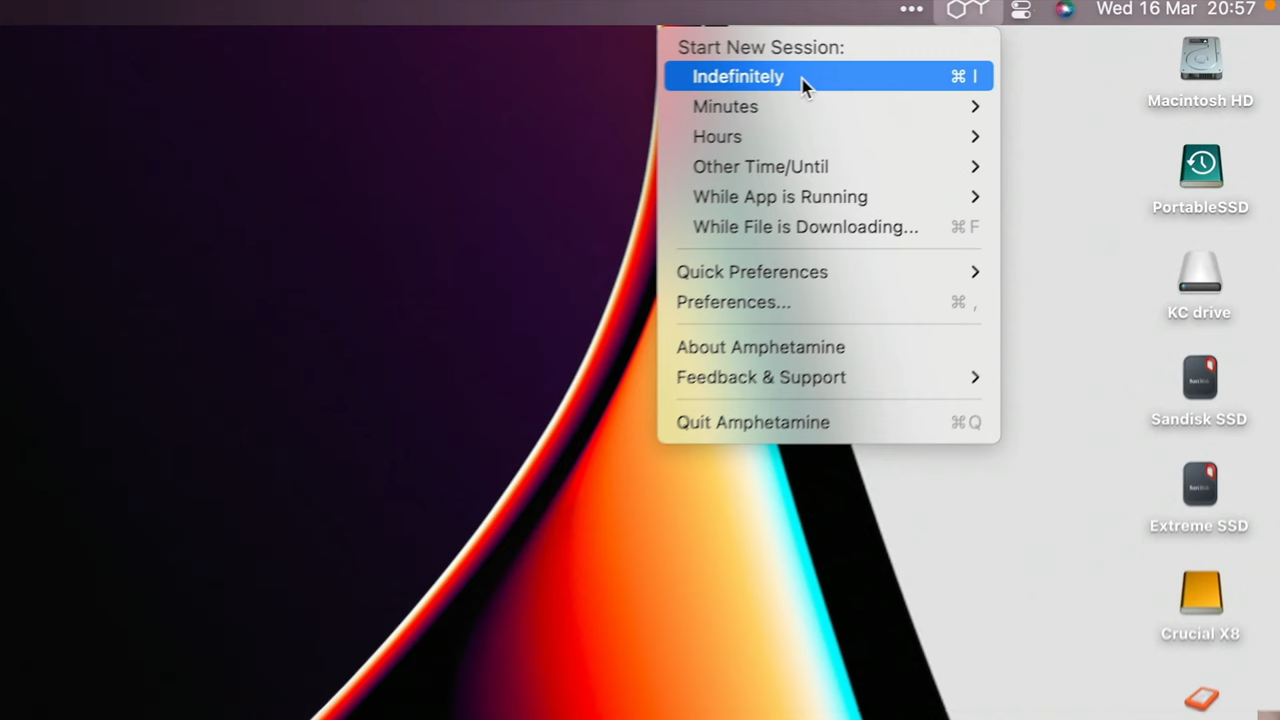 Wed 16 Mar 20:57
Start New Session:
Indefinitely ⌘ I
Minutes
Hours
Other Time/Until
While App is Running
While File is Downloading... ⌘ F
Quick Preferences
Preferences... ⌘ ,
About Amphetamine
Feedback & Support
Quit Amphetamine ⌘ Q
Macintosh HD
PortableSSD
KC drive
SanDisk
Sandisk SSD
SanDisk
Extreme SSD
Crucial X8